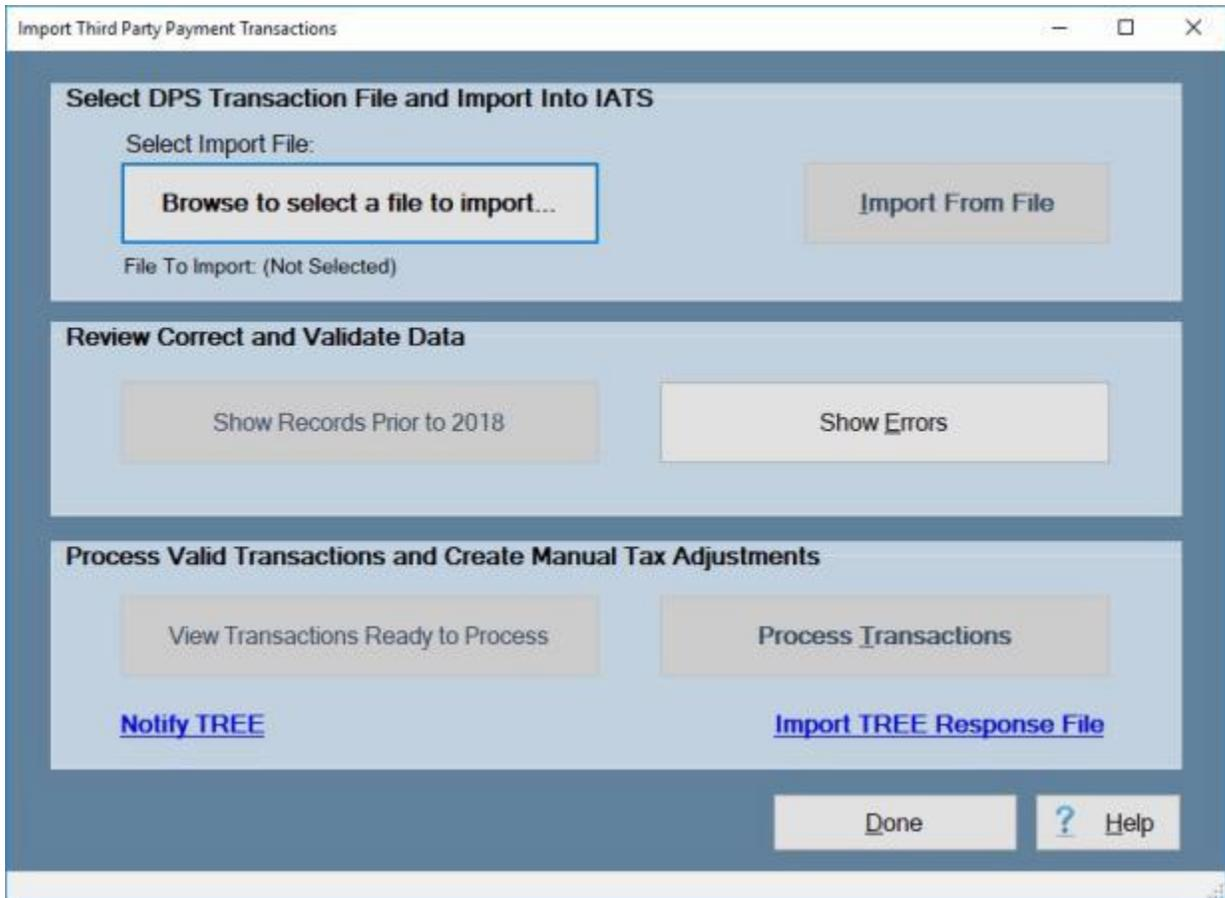 Import Third Party Payment Transactions
Select DPS Transaction File and Import Into IATS
Select Import File:
Browse to select a file to import...
Import From File
File To Import: (Not Selected)
Review Correct and Validate Data
Show Records Prior to 2018
Show Errors
Process Valid Transactions and Create Manual Tax Adjustments
View Transactions Ready to Process
Process Transactions
Notify TREE
Import TREE Response File
Done
? Help